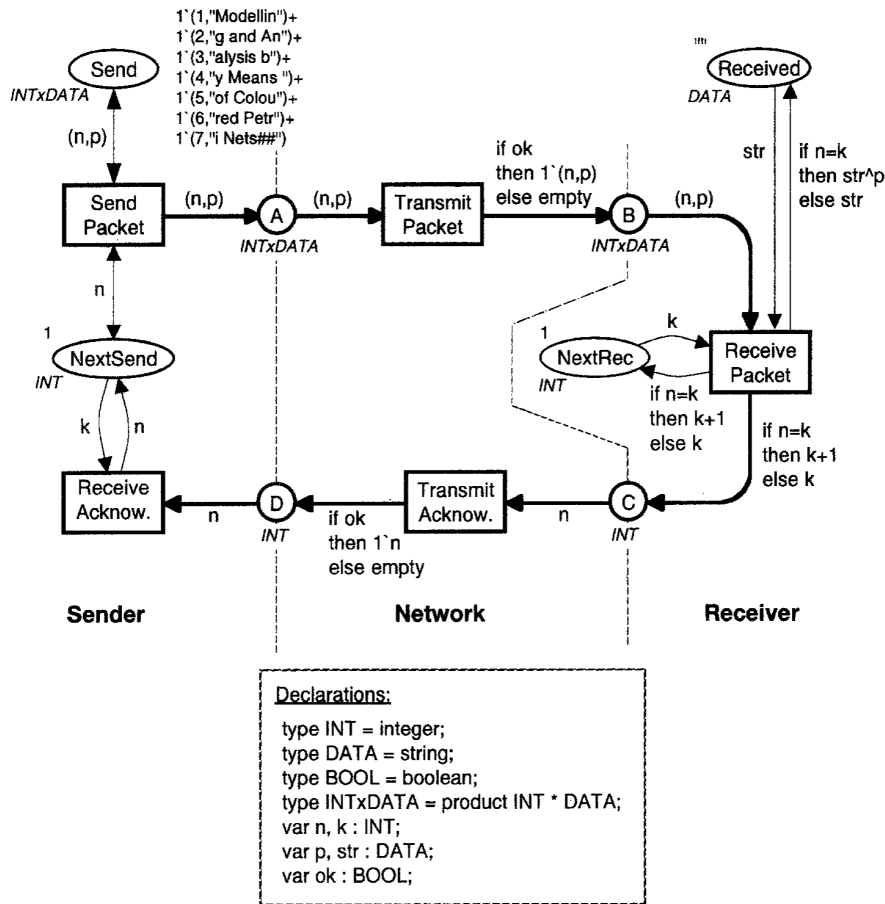 1`(1,"Modellin")+
1`(2,"g and An")+
1`(3,"alysis b")+
1`(4,"y Means ")+
1`(5,"of Colou")+
1`(6,"red Petr")+
1`(7,"i Nets##")
Send
INTxDATA
(n,p)
Send
Packet
(n,p)
A
INTxDATA
(n,p)
Transmit
Packet
if ok
then 1`(n,p)
else empty
B
INTxDATA
(n,p)
""
Received
DATA
str
if n=k
then str^p
else str
n
1
NextSend
INT
k
n
1
NextRec
INT
k
if n=k
then k+1
else k
Receive
Packet
if n=k
then k+1
else k
Receive
Acknow.
n
D
INT
if ok
then 1`n
else empty
Transmit
Acknow.
n
C
INT
Sender
Network
Receiver
Declarations:
type INT = integer;
type DATA = string;
type BOOL = boolean;
type INTxDATA = product INT * DATA;
var n, k : INT;
var p, str : DATA;
var ok : BOOL;